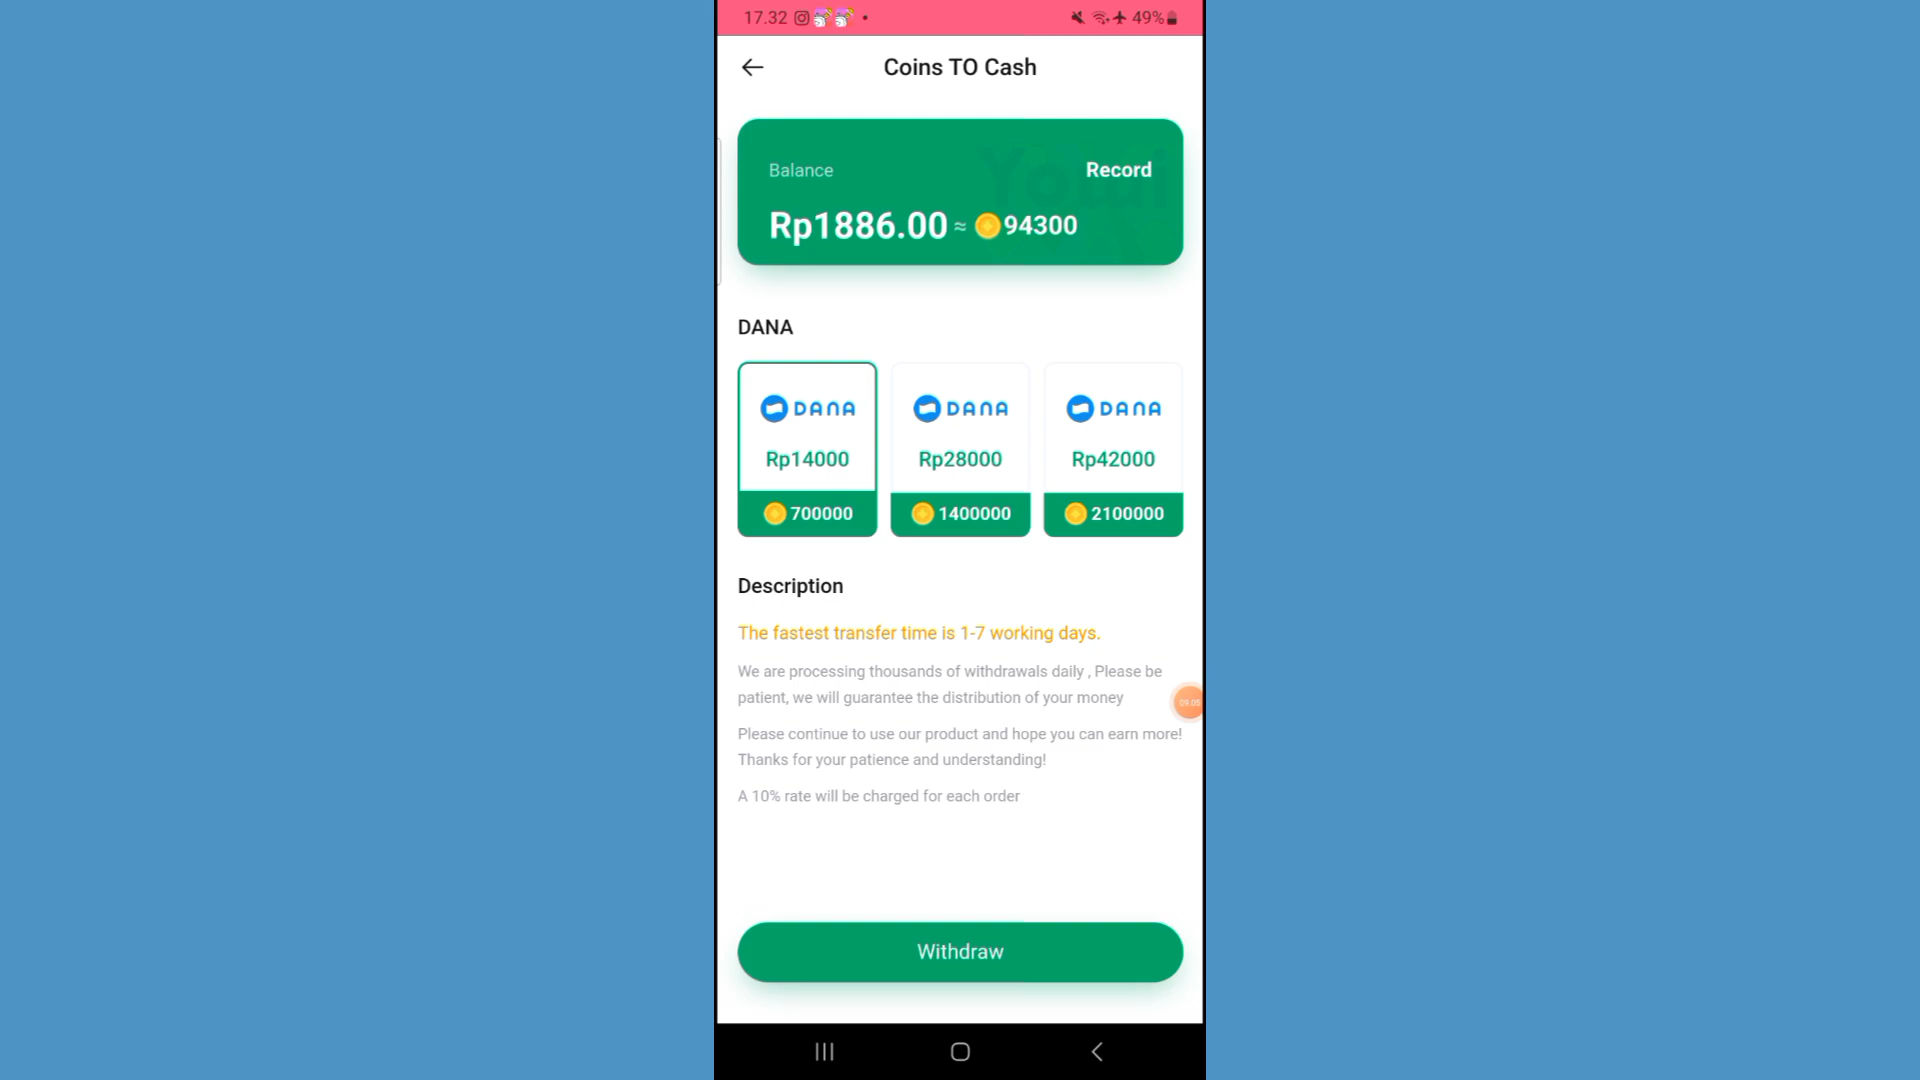 17.32 49%
Coins TO Cash
Balance Record
Rp1886.00 ≈ 94300
DANA
DANA DANA DANA
Rp14000 Rp28000 Rp42000
700000 1400000 2100000
Description
The fastest transfer time is 1-7 working days.
We are processing thousands of withdrawals daily , Please be
patient, we will guarantee the distribution of your money
09:05
Please continue to use our product and hope you can earn more!
Thanks for your patience and understanding!
A 10% rate will be charged for each order
Withdraw